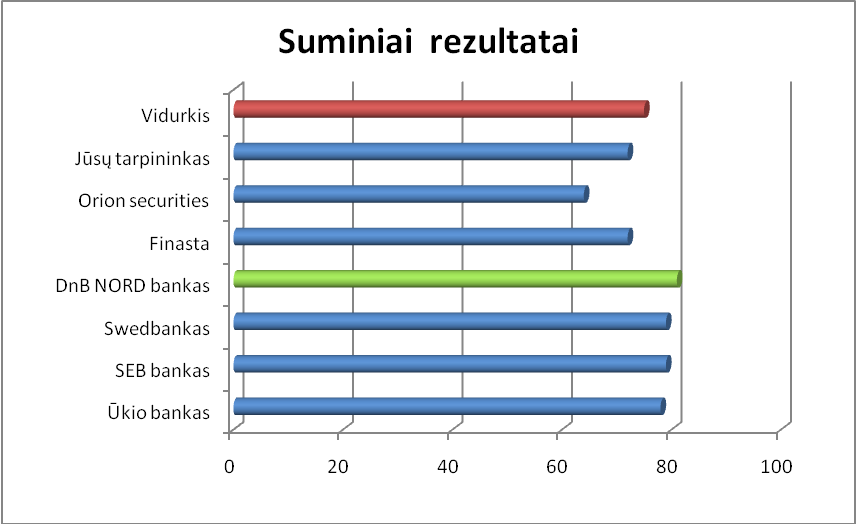 Suminiai rezultatai
Vidurkis
Jūsų tarpininkas
Orion securities
Finasta
DnB NORD bankas
Swedbankas
SEB bankas
Ūkio bankas
0 20 40 60 80 100